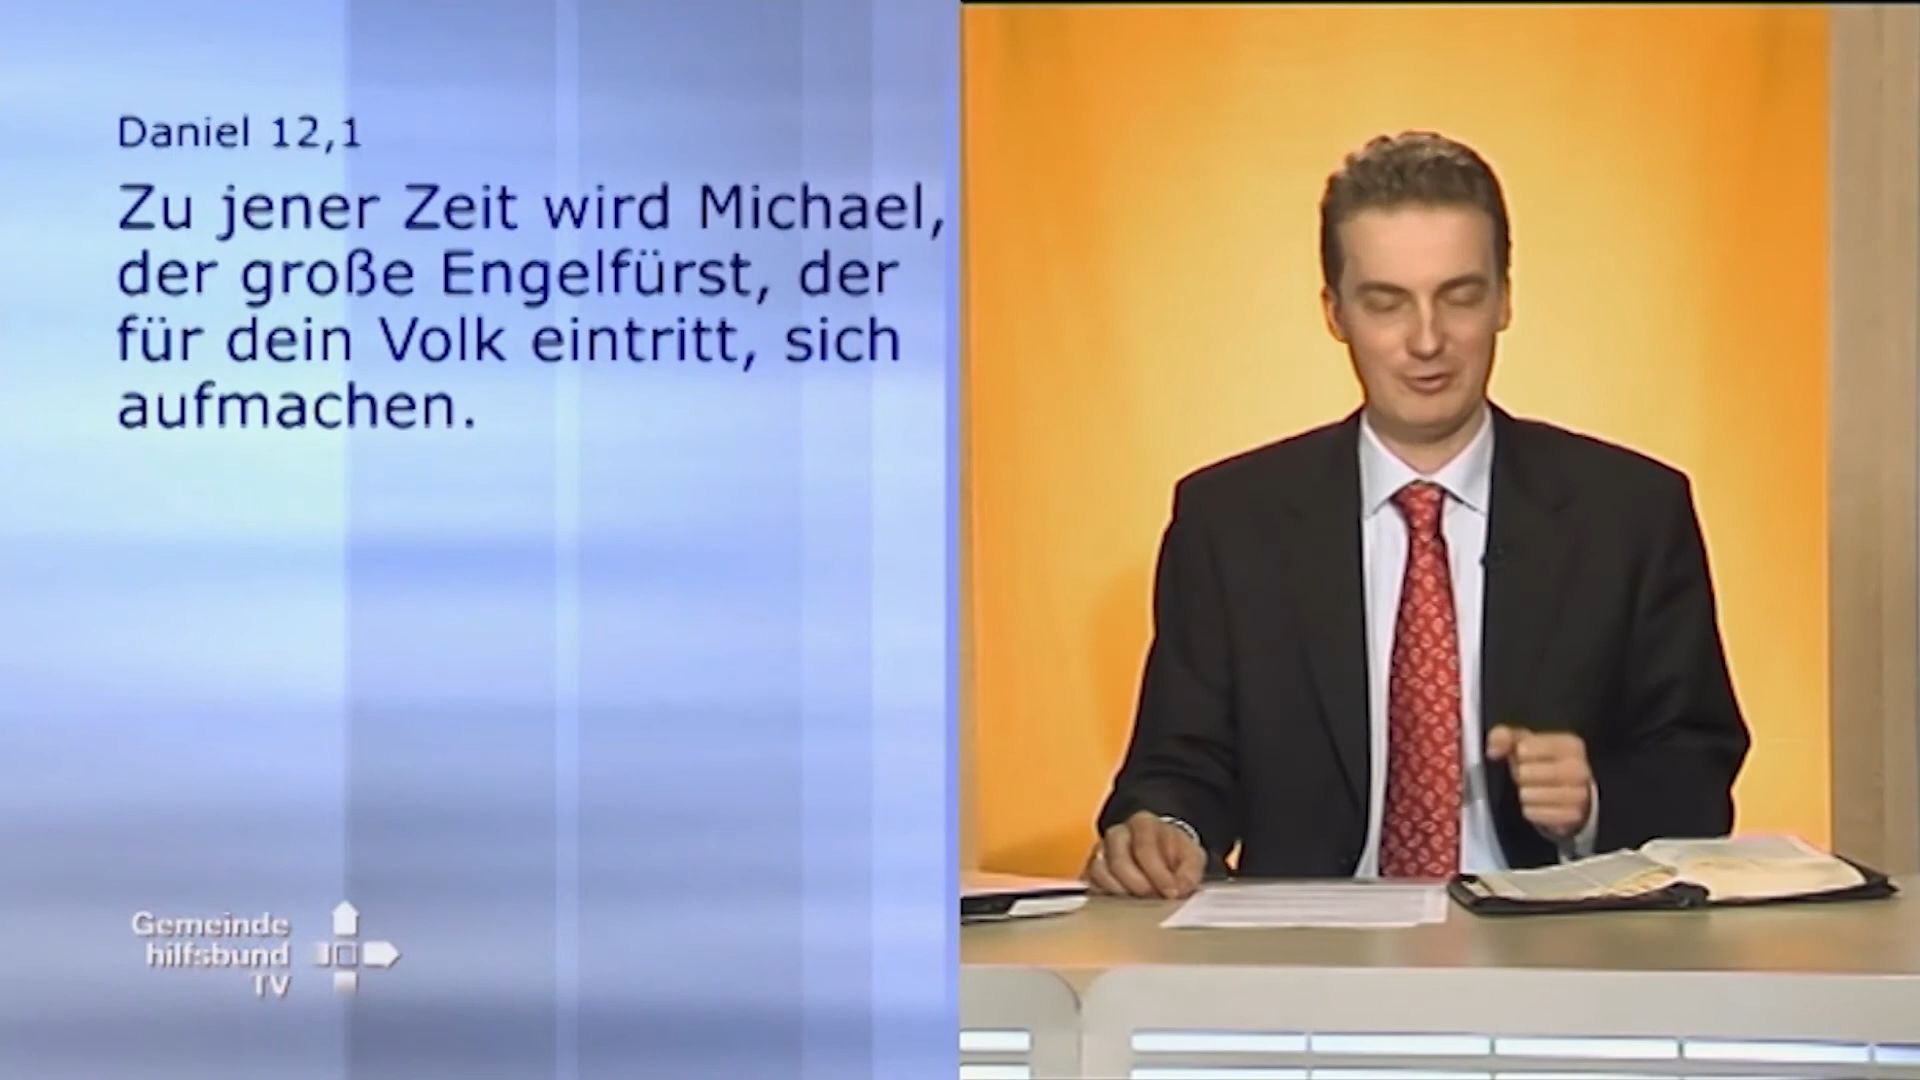 Daniel 12,1
Zu jener Zeit wird Michael,
der große Engelfürst, der
für dein Volk eintritt, sich
aufmachen.
Gemeinde
hilfsbund
TV